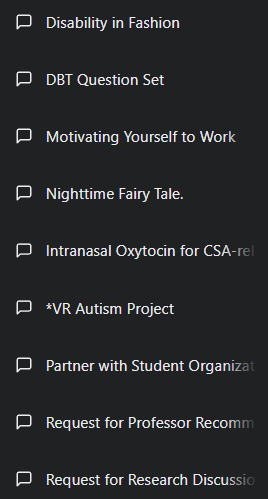 Disability in Fashion
DBT Question Set
Motivating Yourself to Work
Nighttime Fairy Tale.
Intranasal Oxytocin for CSA-rel
*VR Autism Project
Partner with Student Organizat
Request for Professor Recomm
Request for Research Discussio